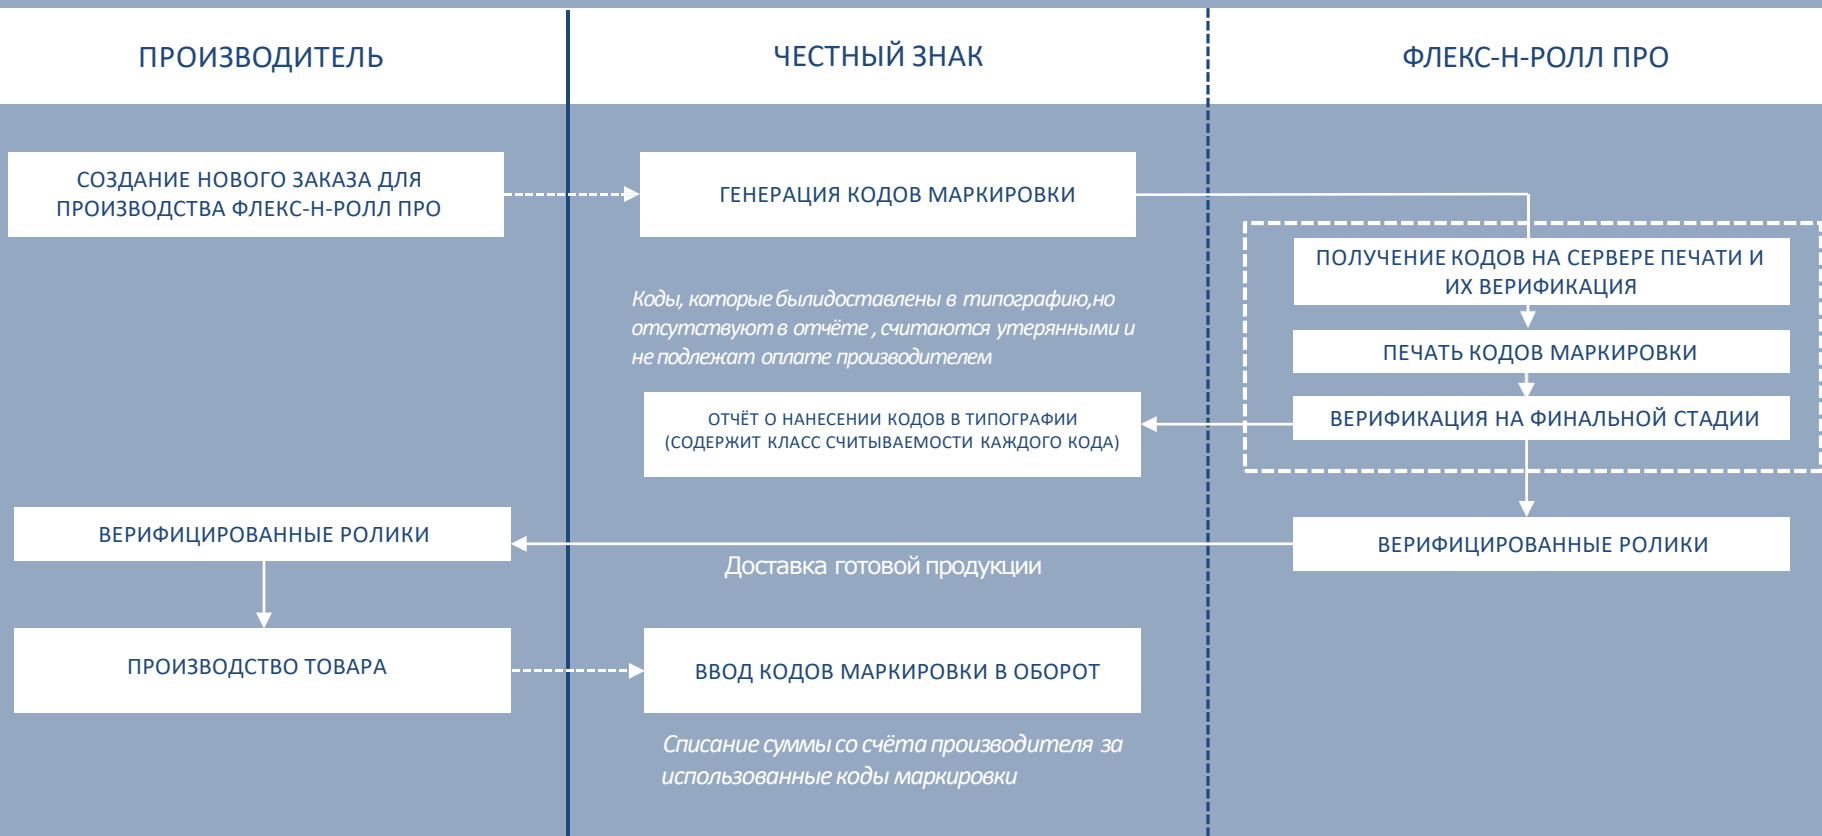 ПРОИЗВОДИТЕЛЬ
ЧЕСТНЫЙ ЗНАК
ФЛЕКС-Н-РОЛЛ ПРО
СОЗДАНИЕ НОВОГО ЗАКАЗА ДЛЯ
ПРОИЗВОДСТВА ФЛЕКС-Н-РОЛЛ ПРО
ГЕНЕРАЦИЯ КОДОВ МАРКИРОВКИ
ПОЛУЧЕНИЕ КОДОВ НА СЕРВЕРЕ ПЕЧАТИ И
ИХ ВЕРИФИКАЦИЯ
Коды, которые былидоставлены в типографию,но
отсутствуют в отчёте , считаются утерянными и
не подлежат оплате производителем
ПЕЧАТЬ КОДОВ МАРКИРОВКИ
ВЕРИФИКАЦИЯ НА ФИНАЛЬНОЙ СТАДИИ
ОТЧЁТ О НАНЕСЕНИИ КОДОВ В ТИПОГРАФИИ
(СОДЕРЖИТ КЛАСС СЧИТЫВАЕМОСТИ КАЖДОГО КОДА)
ВЕРИФИЦИРОВАННЫЕ РОЛИКИ
ВЕРИФИЦИРОВАННЫЕ РОЛИКИ
Доставка готовой продукции
ПРОИЗВОДСТВО ТОВАРА
ВВОД КОДОВ МАРКИРОВКИ В ОБОРОТ
Списание суммы со счёта производителя за
использованные коды маркировки